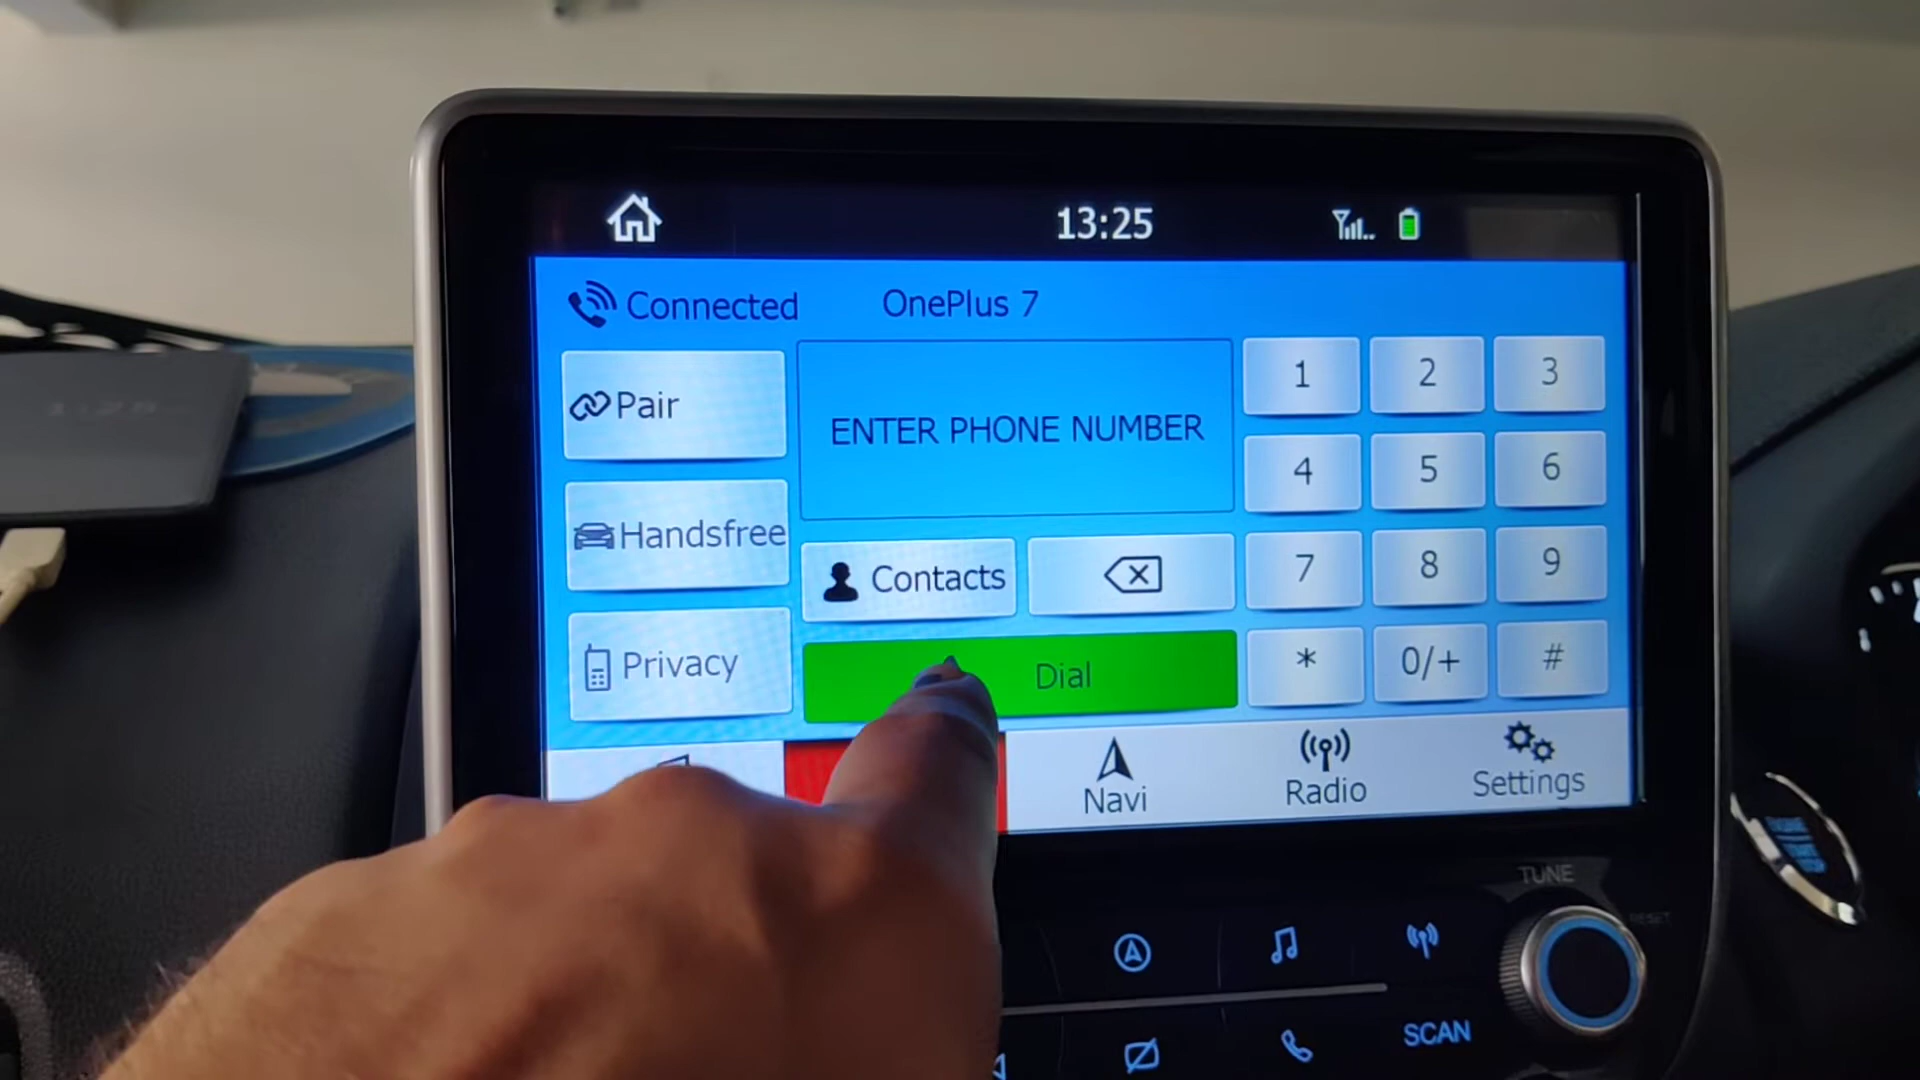 13:25
Connected OnePlus 7
Pair
ENTER PHONE NUMBER
1 2 3
4 5 6
Handsfree
Contacts
7 8 9
Privacy
Dial
* 0/+ #
Navi
Radio
Settings
TUNE
RESET
SCAN